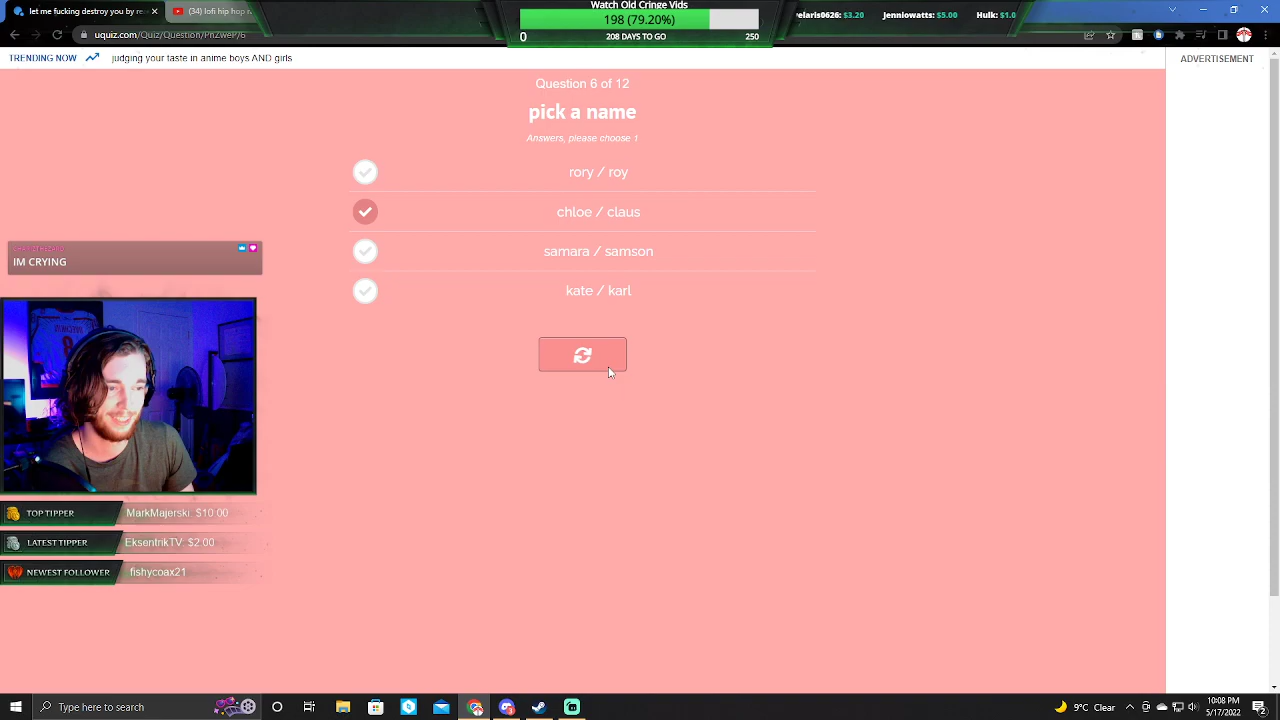 Watch Old Cringe Vids
198 (79.20%)
0 208 DAYS TO GO 250
velaris0626: $3.20 Jenniowatts: $5.00 Hulk: $1.0
let me fucking destroy you by re
(34) lofi hip hop r
uquiz.com/Quiz/Question/
TRENDING NOW judging your taste in anime boys AND girls
ADVERTISEMENT
Question 6 of 12
pick a name
Answers, please choose 1
rory / roy
chloe / claus
samara / samson
kate / karl
IM CRYING
TOP TIPPER MarkMajerski: $10.00
LATEST TIPPER EksentrikTV: $2.00
NEWEST FOLLOWER fishycoax21
Type here to search
9°C Clear
10:08 PM
5/17/2022